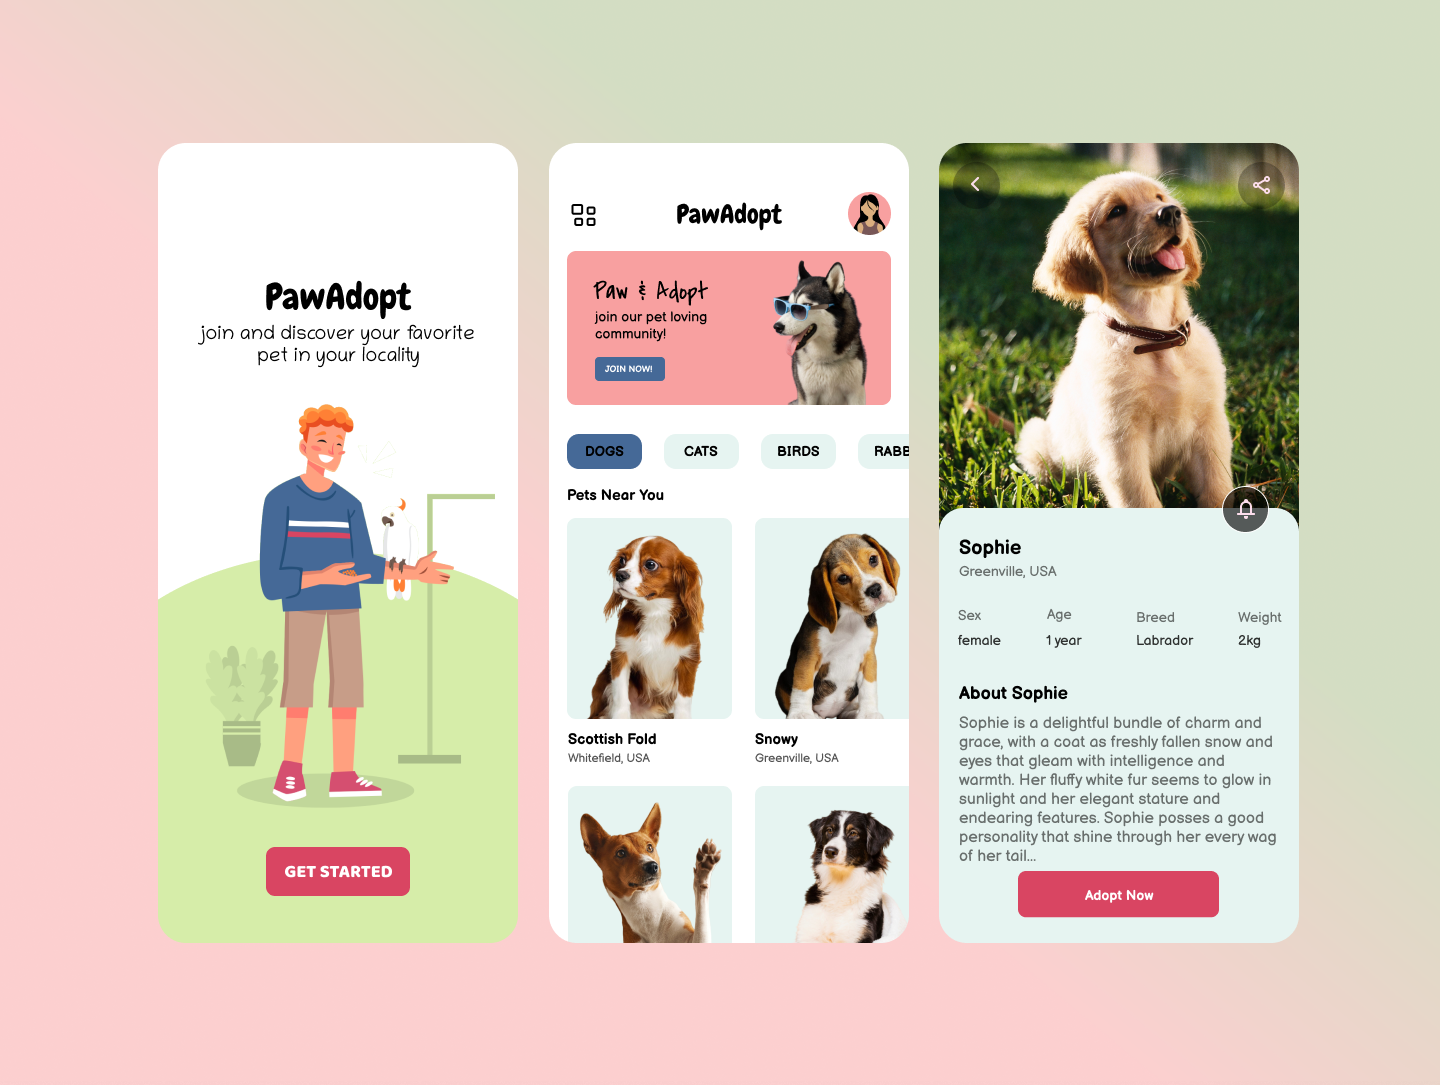 PawAdopt
join and discover your favorite
pet in your locality
GET STARTED
PawAdopt
Paw & Adopt
join our pet loving
community!
JOIN NOW!
DOGS
CATS
BIRDS
RABB
Pets Near You
Scottish Fold
Whitefield, USA
Snowy
Greenville, USA
Sophie
Greenville, USA
Sex Age Breed Weight
female 1 year Labrador 2kg
About Sophie
Sophie is a delightful bundle of charm and
grace, with a coat as freshly fallen snow and
eyes that gleam with intelligence and
warmth. Her fluffy white fur seems to glow in
sunlight and her elegant stature and
endearing features. Sophie posses a good
personality that shine through her every wag
of her tail...
Adopt Now